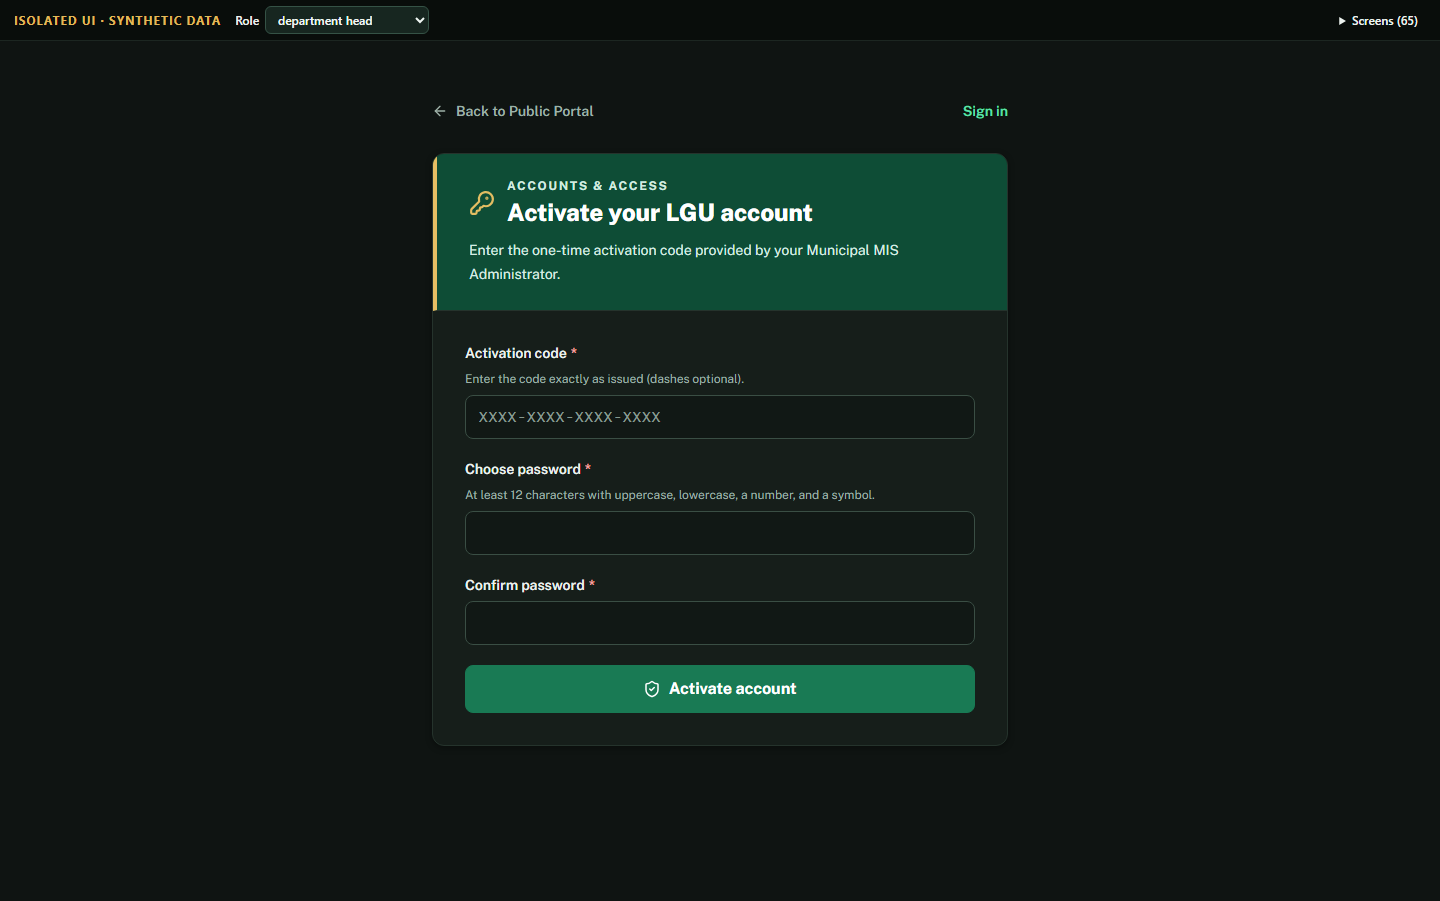 ISOLATED UI · SYNTHETIC DATA Role department head ▶ Screens (65)
← Back to Public Portal Sign in
ACCOUNTS & ACCESS
Activate your LGU account
Enter the one-time activation code provided by your Municipal MIS
Administrator.
Activation code *
Enter the code exactly as issued (dashes optional).
XXXX-XXXX-XXXX-XXXX
Choose password *
At least 12 characters with uppercase, lowercase, a number, and a symbol.
Confirm password *
Activate account